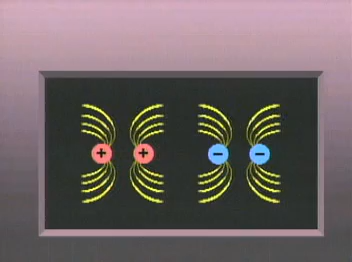 + + − −